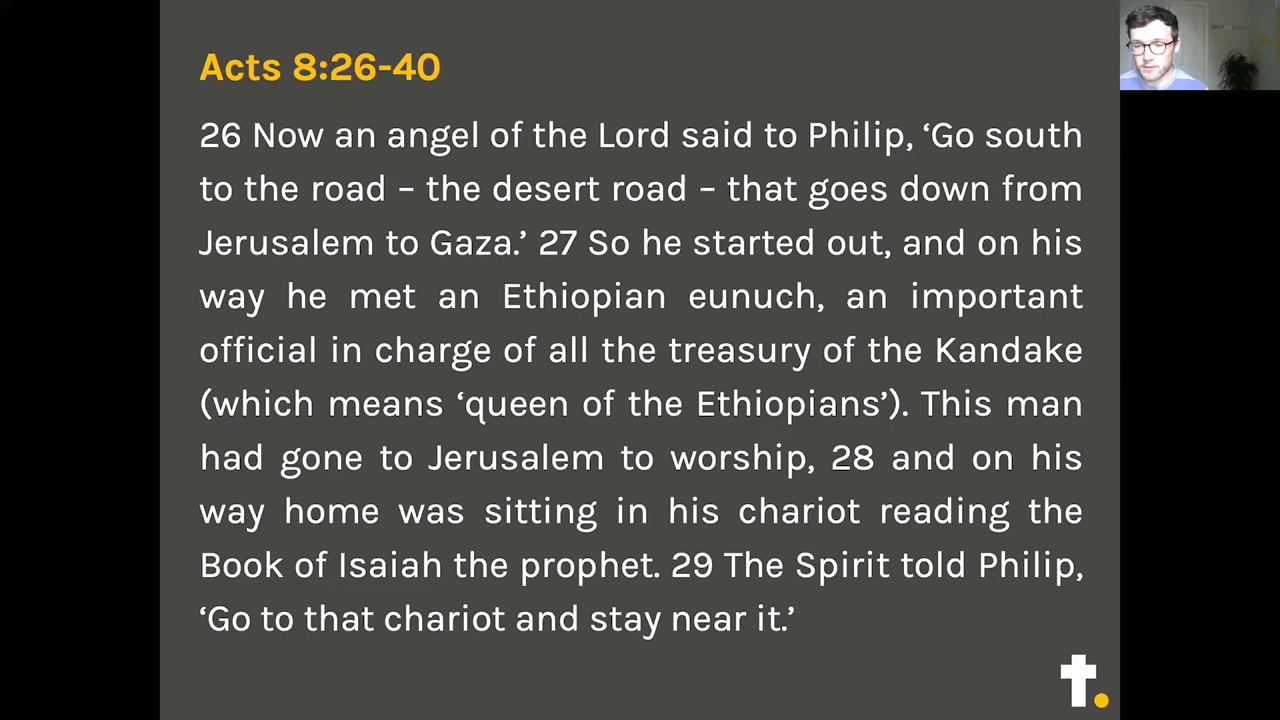 Acts 8:26-40
26 Now an angel of the Lord said to Philip, ‘Go south
to the road – the desert road – that goes down from
Jerusalem to Gaza.’ 27 So he started out, and on his
way he met an Ethiopian eunuch, an important
official in charge of all the treasury of the Kandake
(which means ‘queen of the Ethiopians’). This man
had gone to Jerusalem to worship, 28 and on his
way home was sitting in his chariot reading the
Book of Isaiah the prophet. 29 The Spirit told Philip,
‘Go to that chariot and stay near it.’